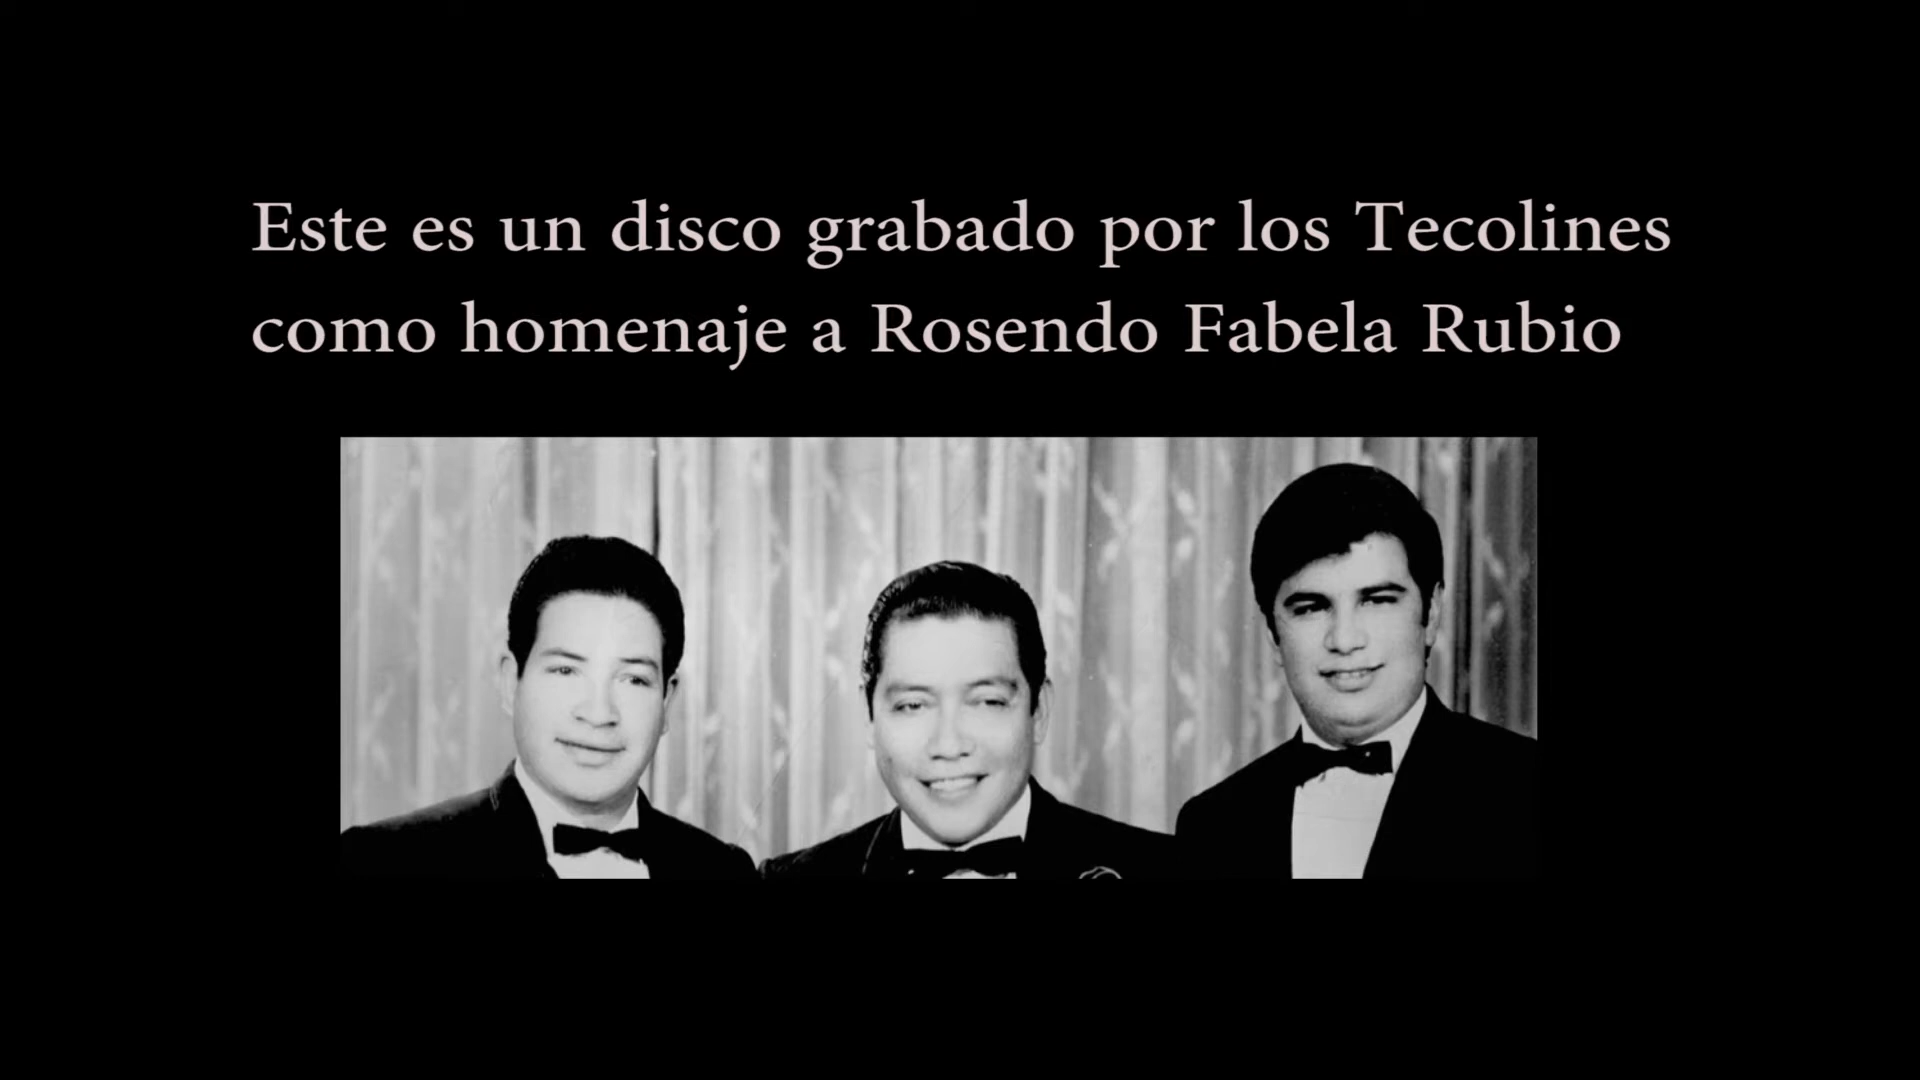 Este es un disco grabado por los Tecolines
como homenaje a Rosendo Fabela Rubio